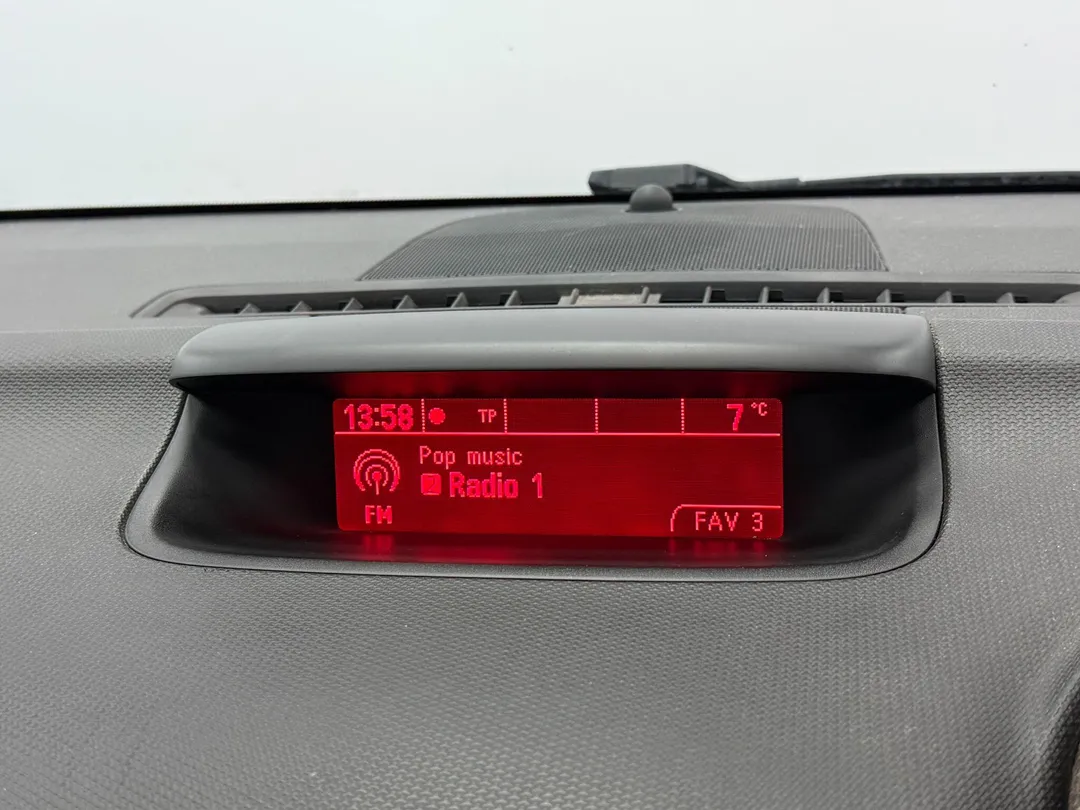 13:58 TP 7 °C
Pop music
Radio 1
FM
FAV 3